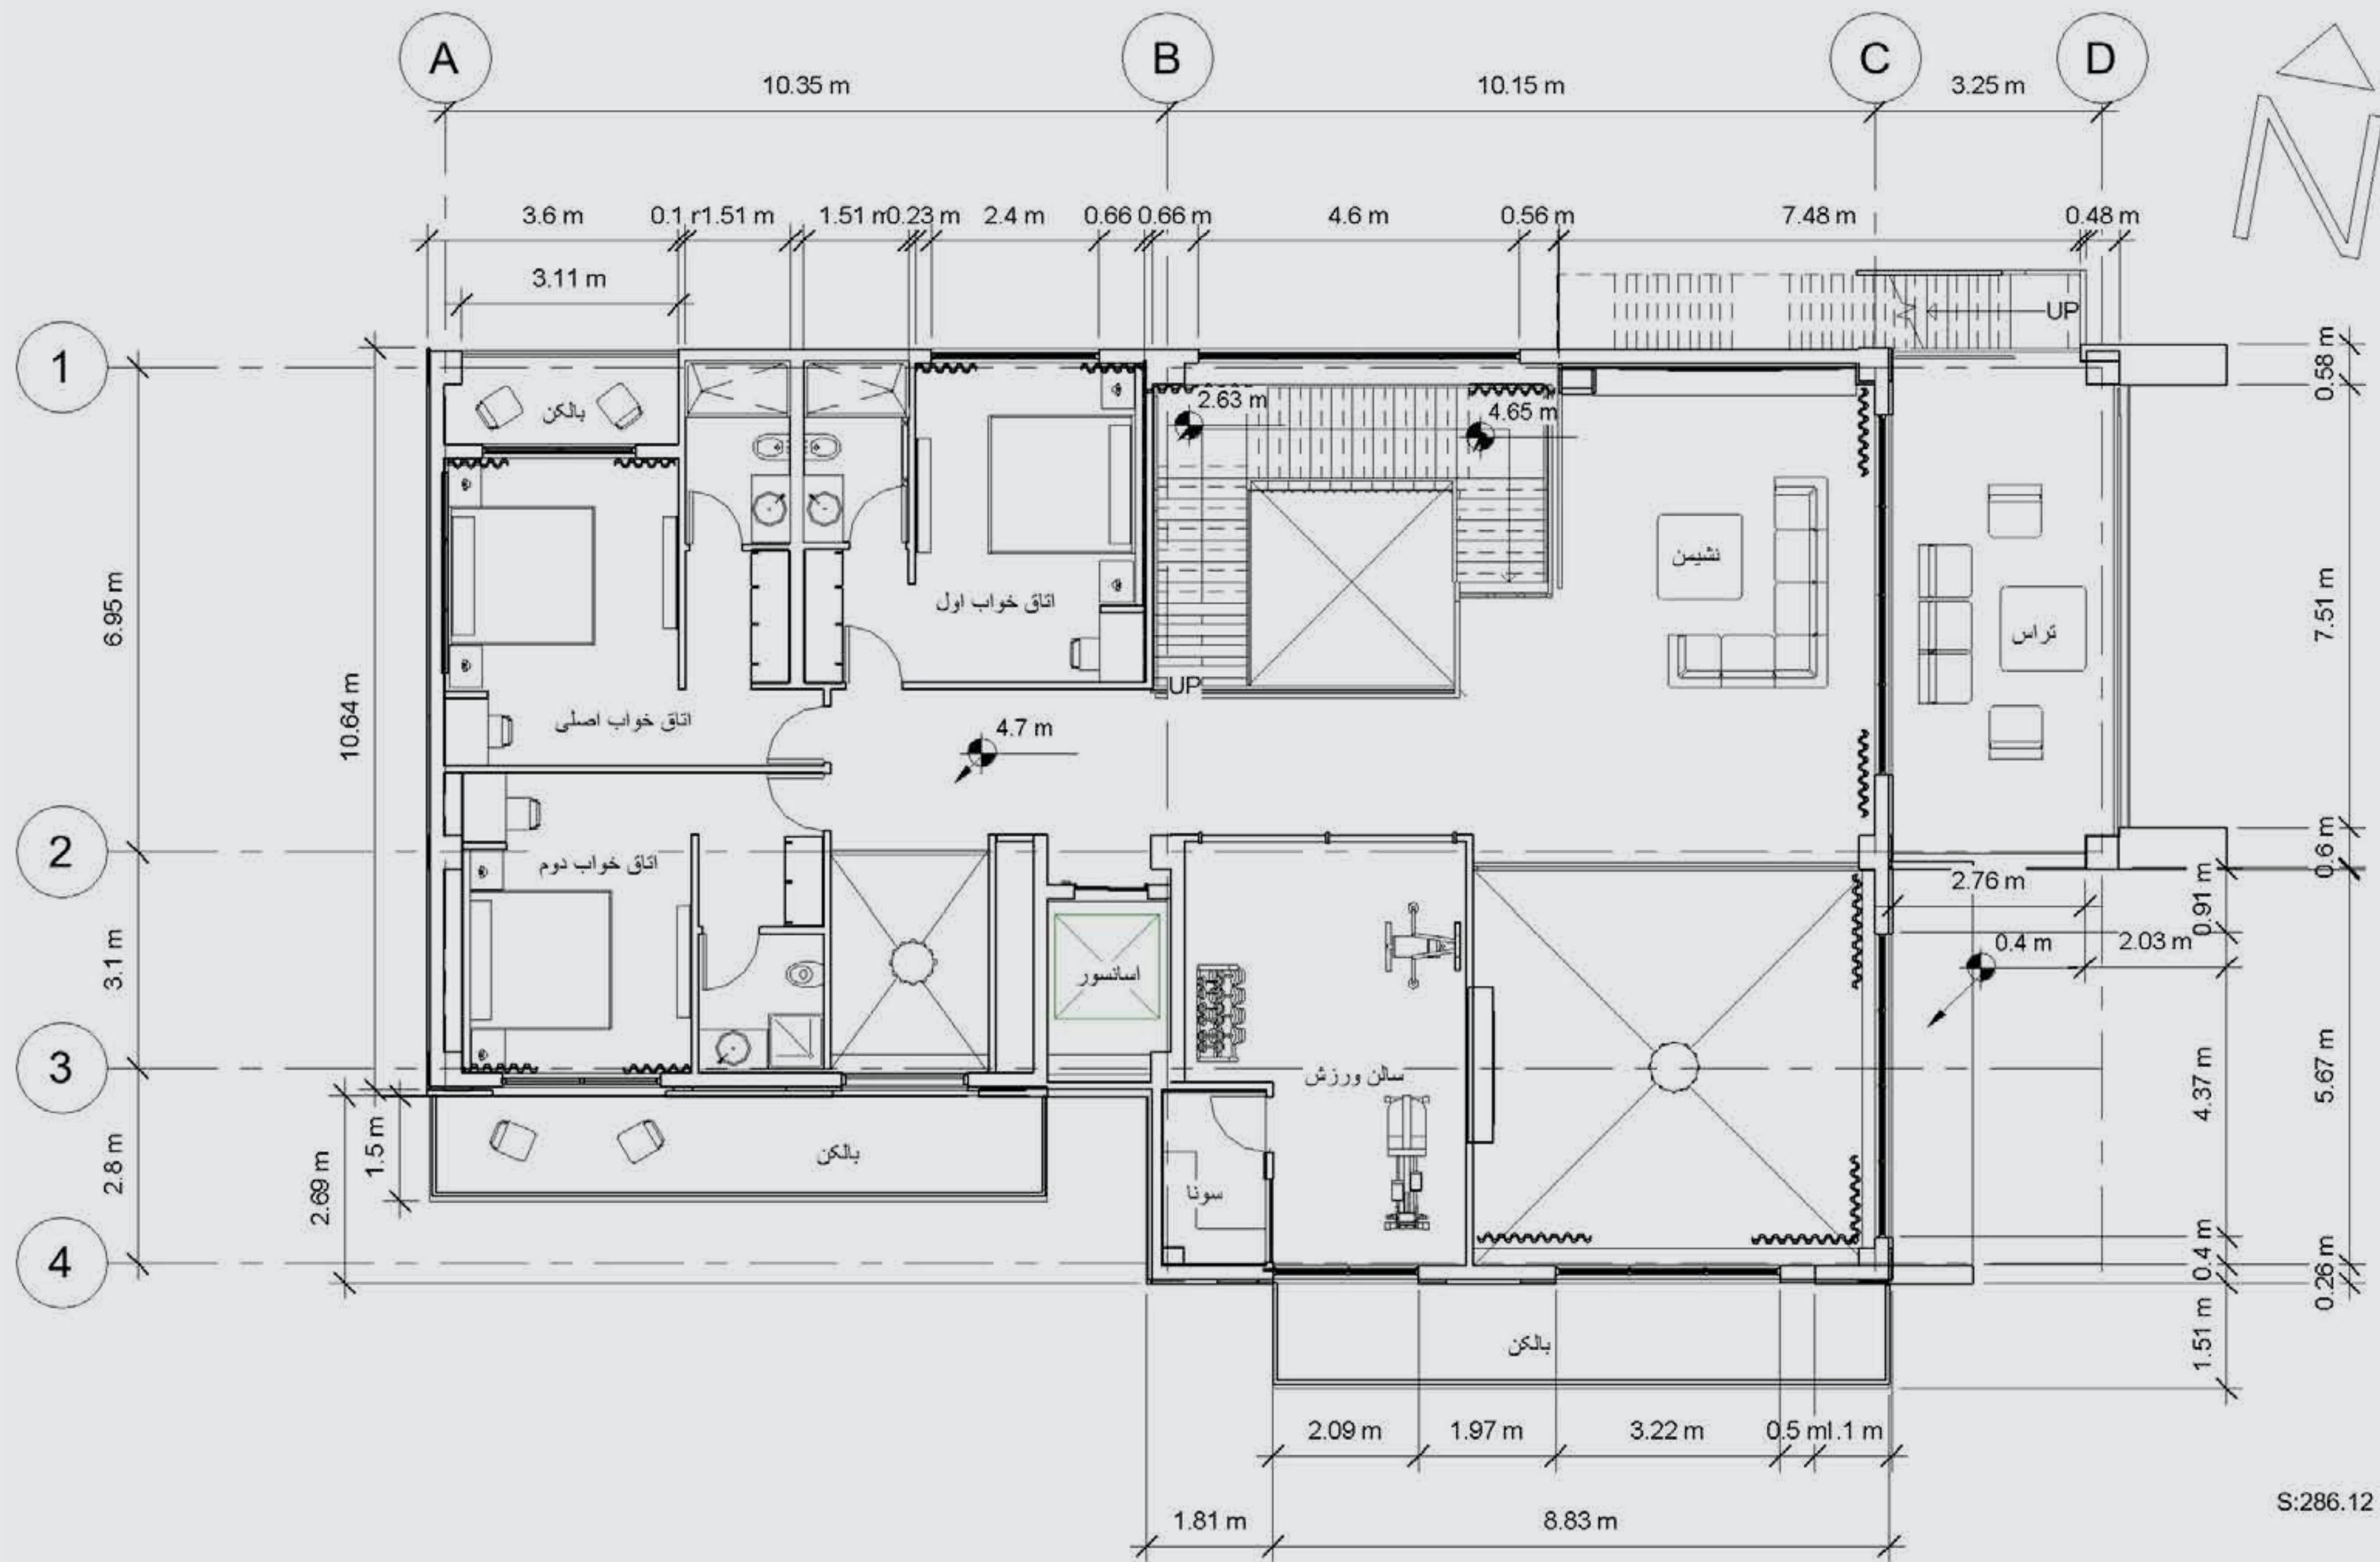 A
B
C
D
10.35 m
10.15 m
3.25 m
N
3.6 m
0.1
1.51 m
1.51
0.23 m
2.4 m
0.66
0.66 m
4.6 m
0.56 m
7.48 m
0.48 m
3.11 m
UP
1
0.58 m
2.63 m
4.65 m
بالکن
نشیمن
اتاق خواب اول
6.95 m
7.51 m
تراس
UP
اتاق خواب اصلی
10.64 m
4.7 m
2
اتاق خواب دوم
0.6 m
2.76 m
0.91 m
0.4 m
2.03 m
3.1 m
آسانسور
3
سالن ورزش
4.37 m
5.67 m
1.5 m
بالکن
2.8 m
2.69 m
سونا
4
0.4 m
0.26 m
بالکن
1.51 m
2.09 m
1.97 m
3.22 m
0.5 m
1.1 m
S:286.12
1.81 m
8.83 m